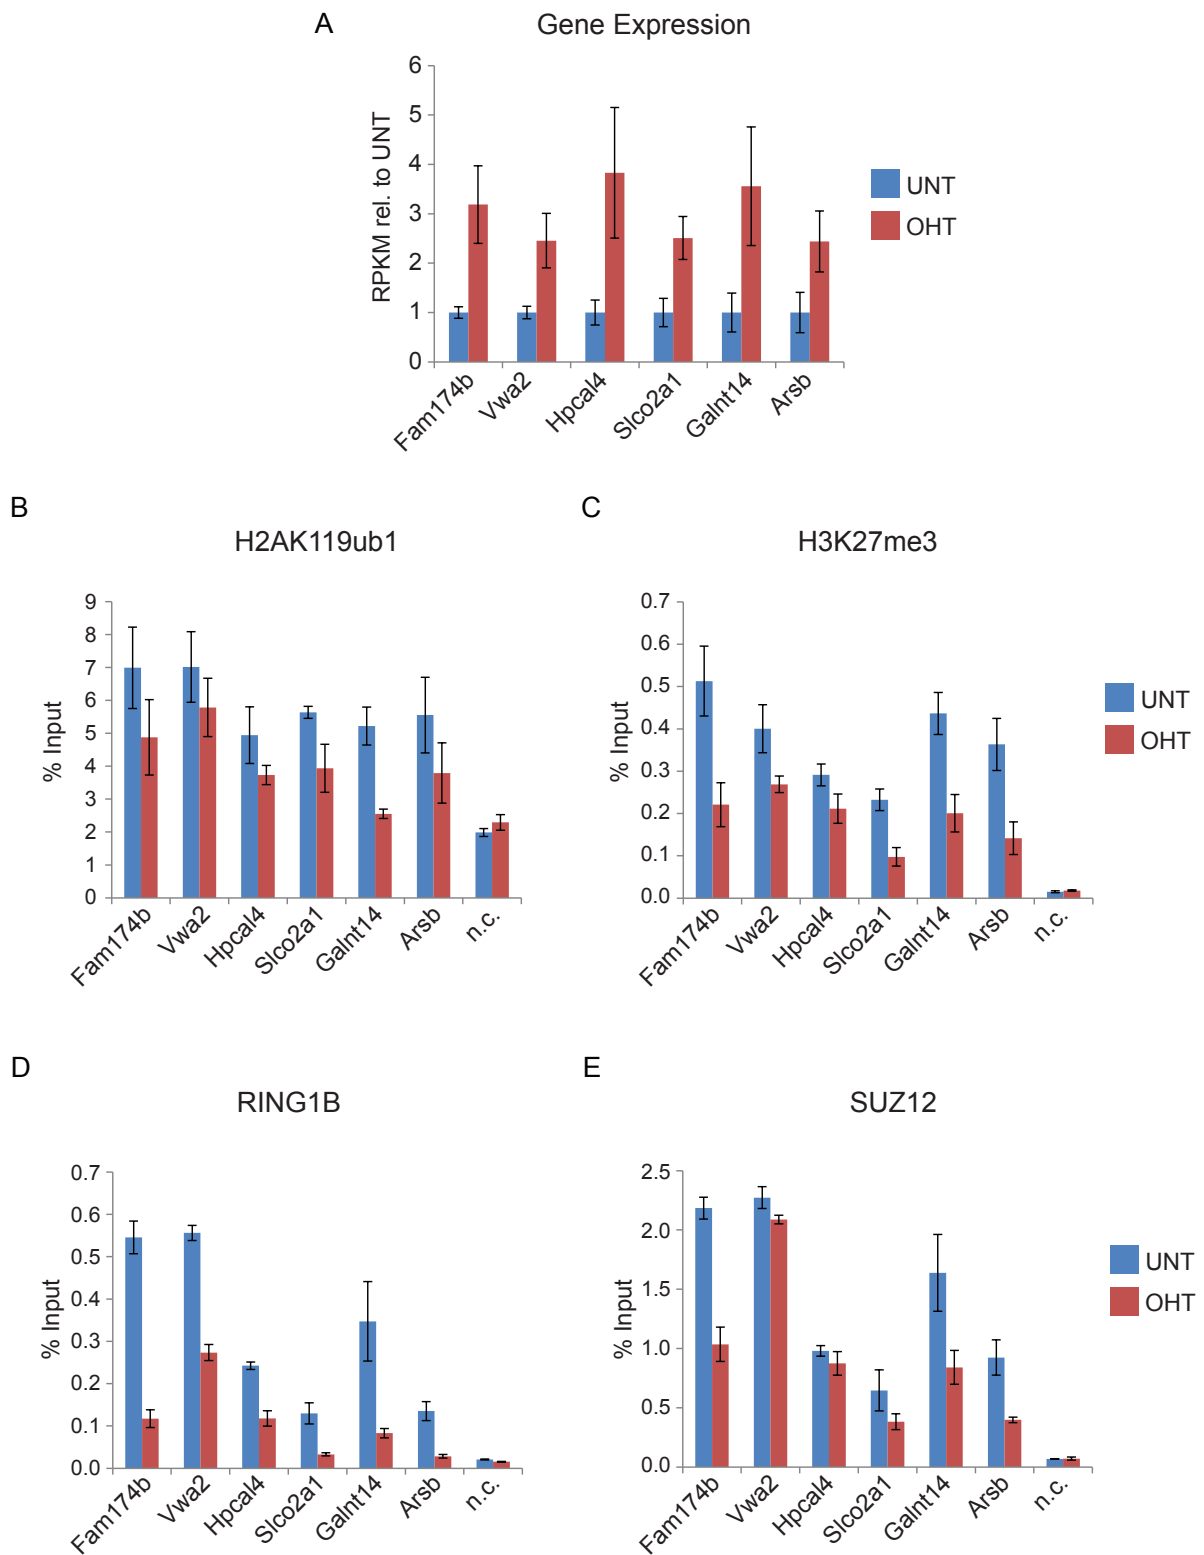 A
Gene Expression
RPKM rel. to UNT
6
5
4
3
2
1
0
Fam174b
Vwa2
Hpcal4
Slco2a1
Galnt14
Arsb
UNT
OHT
B
H2AK119ub1
% Input
9
8
7
6
5
4
3
2
1
0
Fam174b
Vwa2
Hpcal4
Slco2a1
Galnt14
Arsb
n.c.
C
H3K27me3
% Input
0.7
0.6
0.5
0.4
0.3
0.2
0.1
0.0
Fam174b
Vwa2
Hpcal4
Slco2a1
Galnt14
Arsb
n.c.
UNT
OHT
D
RING1B
% Input
0.7
0.6
0.5
0.4
0.3
0.2
0.1
0.0
Fam174b
Vwa2
Hpcal4
Slco2a1
Galnt14
Arsb
n.c.
E
SUZ12
% Input
2.5
2.0
1.5
1.0
0.5
0.0
Fam174b
Vwa2
Hpcal4
Slco2a1
Galnt14
Arsb
n.c.
UNT
OHT